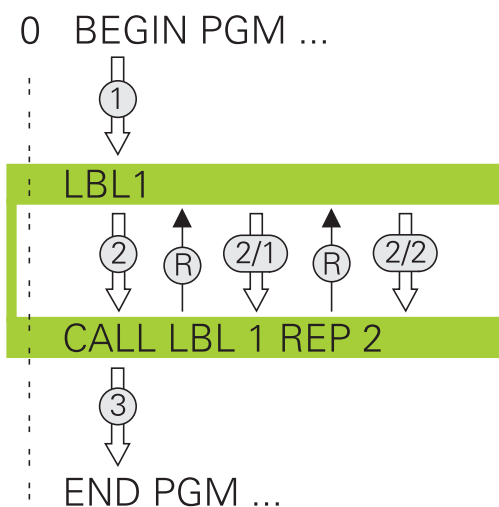 0 BEGIN PGM ...
1
LBL1
2 R 2/1 R 2/2
CALL LBL 1 REP 2
3
END PGM ...